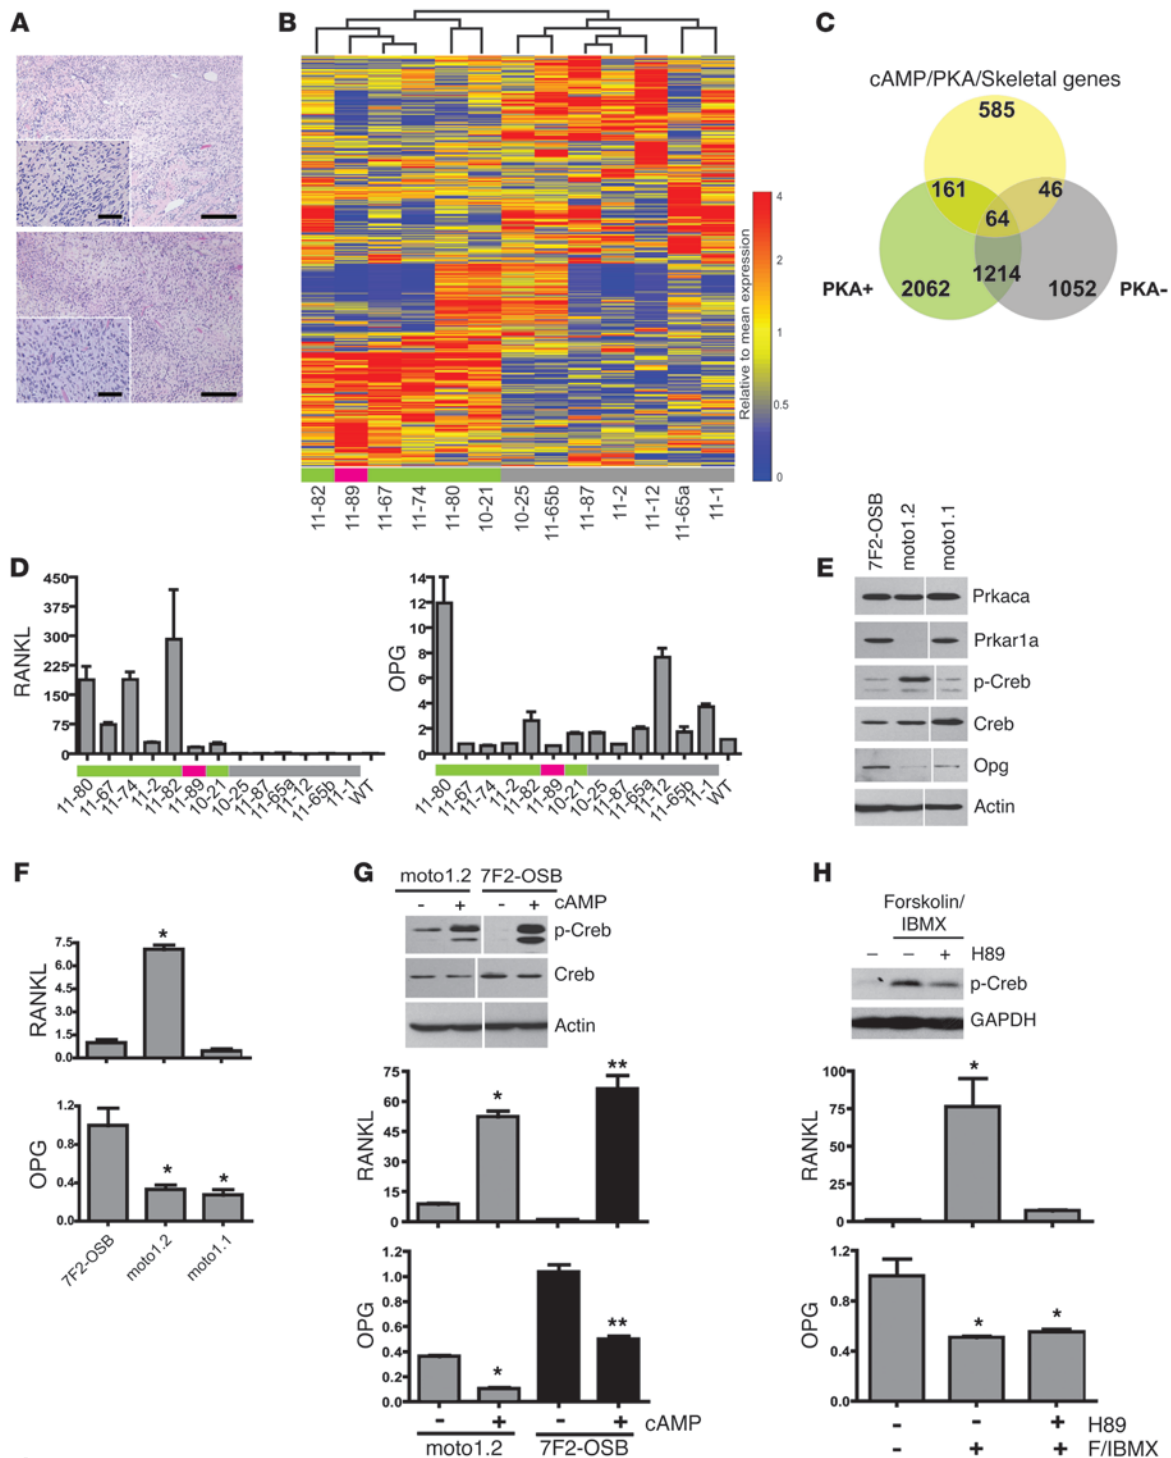 A
B
Relative to mean expression
4
2
1
0.5
0
11-82
11-89
11-67
11-74
11-80
10-21
10-25
11-65b
11-87
11-2
11-12
11-65a
11-1
C
cAMP/PKA/Skeletal genes
585
161
46
64
1214
PKA+
2062
1052
PKA-
D
RANKL
450
375
300
225
150
75
0
11-80
11-67
11-74
11-2
11-82
11-89
10-21
10-25
11-87
11-65a
11-12
11-65b
11-1
WT
OPG
14
12
10
8
6
4
2
0
11-80
11-67
11-74
11-2
11-82
11-89
10-21
10-25
11-87
11-65a
11-12
11-65b
11-1
WT
E
7F2-OSB
moto1.2
moto1.1
Prkaca
Prkar1a
p-Creb
Creb
Opg
Actin
F
RANKL
7.5
6.0
4.5
3.0
1.5
0.0
*
OPG
1.2
0.8
0.4
0.0
*
*
7F2-OSB
moto1.2
moto1.1
G
moto1.2 7F2-OSB
- + - + cAMP
p-Creb
Creb
Actin
RANKL
75
60
45
30
15
0
*
**
OPG
1.2
1.0
0.8
0.6
0.4
0.2
0.0
*
**
- + - + cAMP
moto1.2 7F2-OSB
H
Forskolin/
IBMX
– – + H89
p-Creb
GAPDH
RANKL
100
75
50
25
0
*
OPG
1.2
0.8
0.4
0.0
*
*
- - + H89
- + + F/IBMX